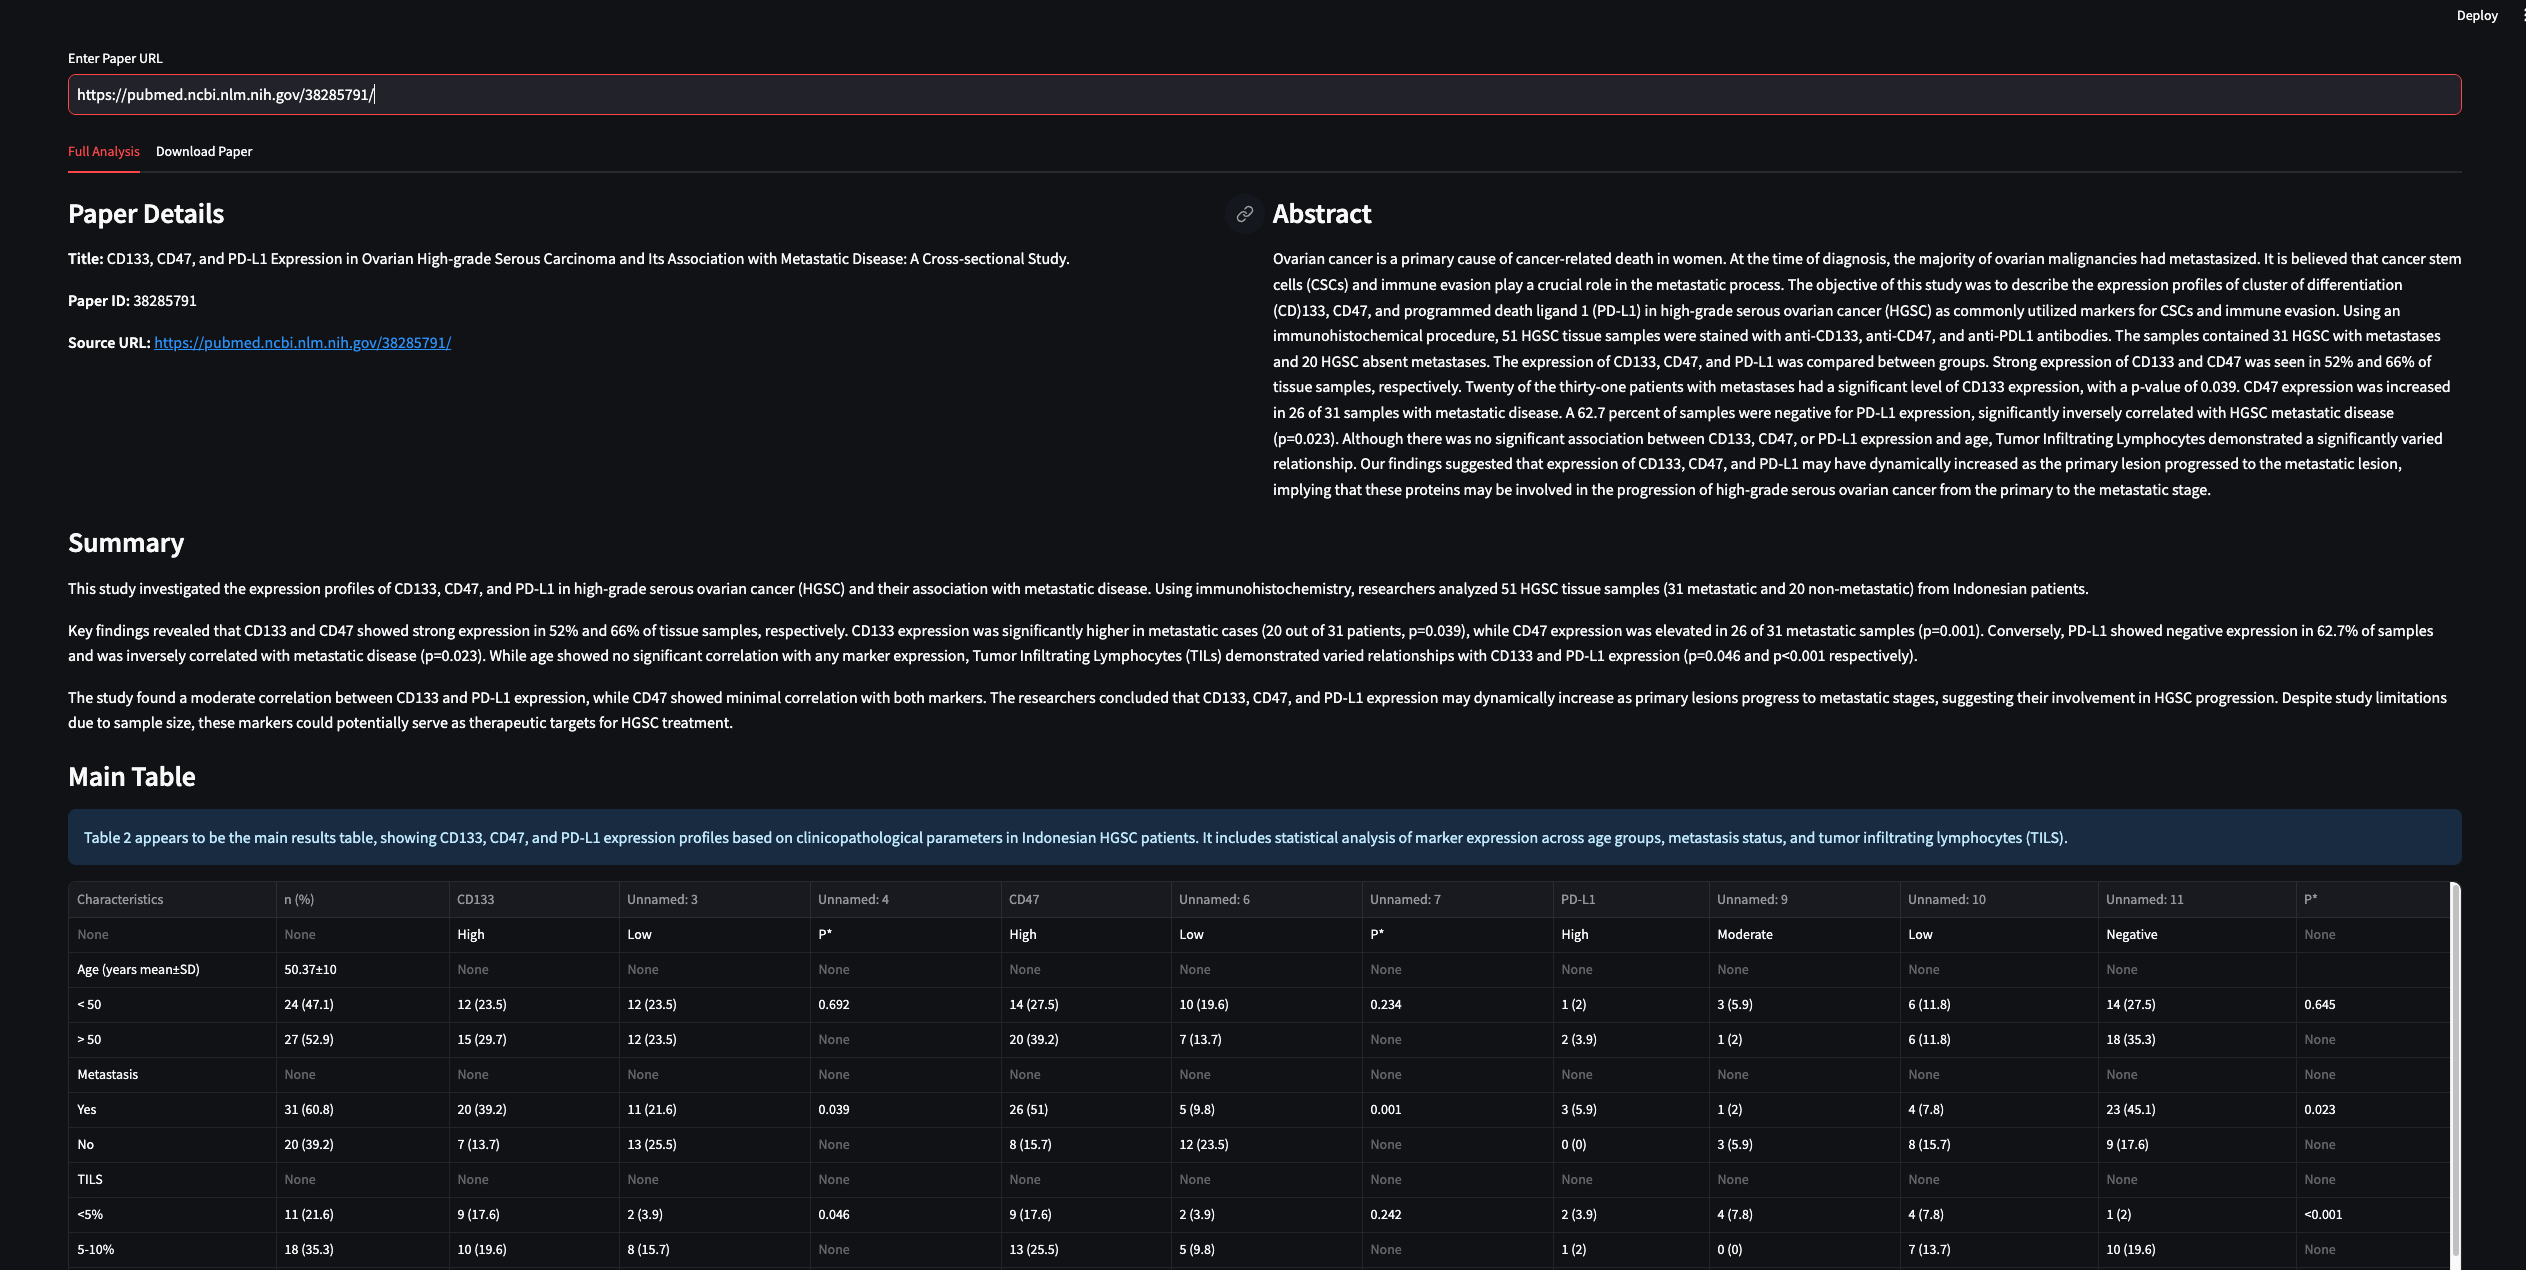 Deploy
Enter Paper URL
https://pubmed.ncbi.nlm.nih.gov/38285791/
Full Analysis Download Paper
Paper Details
Title: CD133, CD47, and PD-L1 Expression in Ovarian High-grade Serous Carcinoma and Its Association with Metastatic Disease: A Cross-sectional Study.
Paper ID: 38285791
Source URL: https://pubmed.ncbi.nlm.nih.gov/38285791/
Abstract
Ovarian cancer is a primary cause of cancer-related death in women. At the time of diagnosis, the majority of ovarian malignancies had metastasized. It is believed that cancer stem
cells (CSCs) and immune evasion play a crucial role in the metastatic process. The objective of this study was to describe the expression profiles of cluster of differentiation
(CD)133, CD47, and programmed death ligand 1 (PD-L1) in high-grade serous ovarian cancer (HGSC) as commonly utilized markers for CSCs and immune evasion. Using an
immunohistochemical procedure, 51 HGSC tissue samples were stained with anti-CD133, anti-CD47, and anti-PDL1 antibodies. The samples contained 31 HGSC with metastases
and 20 HGSC absent metastases. The expression of CD133, CD47, and PD-L1 was compared between groups. Strong expression of CD133 and CD47 was seen in 52% and 66% of
tissue samples, respectively. Twenty of the thirty-one patients with metastases had a significant level of CD133 expression, with a p-value of 0.039. CD47 expression was increased
in 26 of 31 samples with metastatic disease. A 62.7 percent of samples were negative for PD-L1 expression, significantly inversely correlated with HGSC metastatic disease
(p=0.023). Although there was no significant association between CD133, CD47, or PD-L1 expression and age, Tumor Infiltrating Lymphocytes demonstrated a significantly varied
relationship. Our findings suggested that expression of CD133, CD47, and PD-L1 may have dynamically increased as the primary lesion progressed to the metastatic lesion,
implying that these proteins may be involved in the progression of high-grade serous ovarian cancer from the primary to the metastatic stage.
Summary
This study investigated the expression profiles of CD133, CD47, and PD-L1 in high-grade serous ovarian cancer (HGSC) and their association with metastatic disease. Using immunohistochemistry, researchers analyzed 51 HGSC tissue samples (31 metastatic and 20 non-metastatic) from Indonesian patients.
Key findings revealed that CD133 and CD47 showed strong expression in 52% and 66% of tissue samples, respectively. CD133 expression was significantly higher in metastatic cases (20 out of 31 patients, p=0.039), while CD47 expression was elevated in 26 of 31 metastatic samples (p=0.001). Conversely, PD-L1 showed negative expression in 62.7% of samples
and was inversely correlated with metastatic disease (p=0.023). While age showed no significant correlation with any marker expression, Tumor Infiltrating Lymphocytes (TILs) demonstrated varied relationships with CD133 and PD-L1 expression (p=0.046 and p<0.001 respectively).
The study found a moderate correlation between CD133 and PD-L1 expression, while CD47 showed minimal correlation with both markers. The researchers concluded that CD133, CD47, and PD-L1 expression may dynamically increase as primary lesions progress to metastatic stages, suggesting their involvement in HGSC progression. Despite study limitations
due to sample size, these markers could potentially serve as therapeutic targets for HGSC treatment.
Main Table
Table 2 appears to be the main results table, showing CD133, CD47, and PD-L1 expression profiles based on clinicopathological parameters in Indonesian HGSC patients. It includes statistical analysis of marker expression across age groups, metastasis status, and tumor infiltrating lymphocytes (TILS).
Characteristics n (%) CD133 Unnamed: 3 Unnamed: 4 CD47 Unnamed: 6 Unnamed: 7 PD-L1 Unnamed: 9 Unnamed: 10 Unnamed: 11 P*
None None High Low P* High Low P* High Moderate Low Negative None
Age (years mean±SD) 50.37±10 None None None None None None None None None None
< 50 24 (47.1) 12 (23.5) 12 (23.5) 0.692 14 (27.5) 10 (19.6) 0.234 1 (2) 3 (5.9) 6 (11.8) 14 (27.5) 0.645
> 50 27 (52.9) 15 (29.7) 12 (23.5) None 20 (39.2) 7 (13.7) None 2 (3.9) 1 (2) 6 (11.8) 18 (35.3) None
Metastasis None None None None None None None None None None None None
Yes 31 (60.8) 20 (39.2) 11 (21.6) 0.039 26 (51) 5 (9.8) 0.001 3 (5.9) 1 (2) 4 (7.8) 23 (45.1) 0.023
No 20 (39.2) 7 (13.7) 13 (25.5) None 8 (15.7) 12 (23.5) None 0 (0) 3 (5.9) 8 (15.7) 9 (17.6) None
TILS None None None None None None None None None None None None
<5% 11 (21.6) 9 (17.6) 2 (3.9) 0.046 9 (17.6) 2 (3.9) 0.242 2 (3.9) 4 (7.8) 4 (7.8) 1 (2) <0.001
5-10% 18 (35.3) 10 (19.6) 8 (15.7) None 13 (25.5) 5 (9.8) None 1 (2) 0 (0) 7 (13.7) 10 (19.6) None